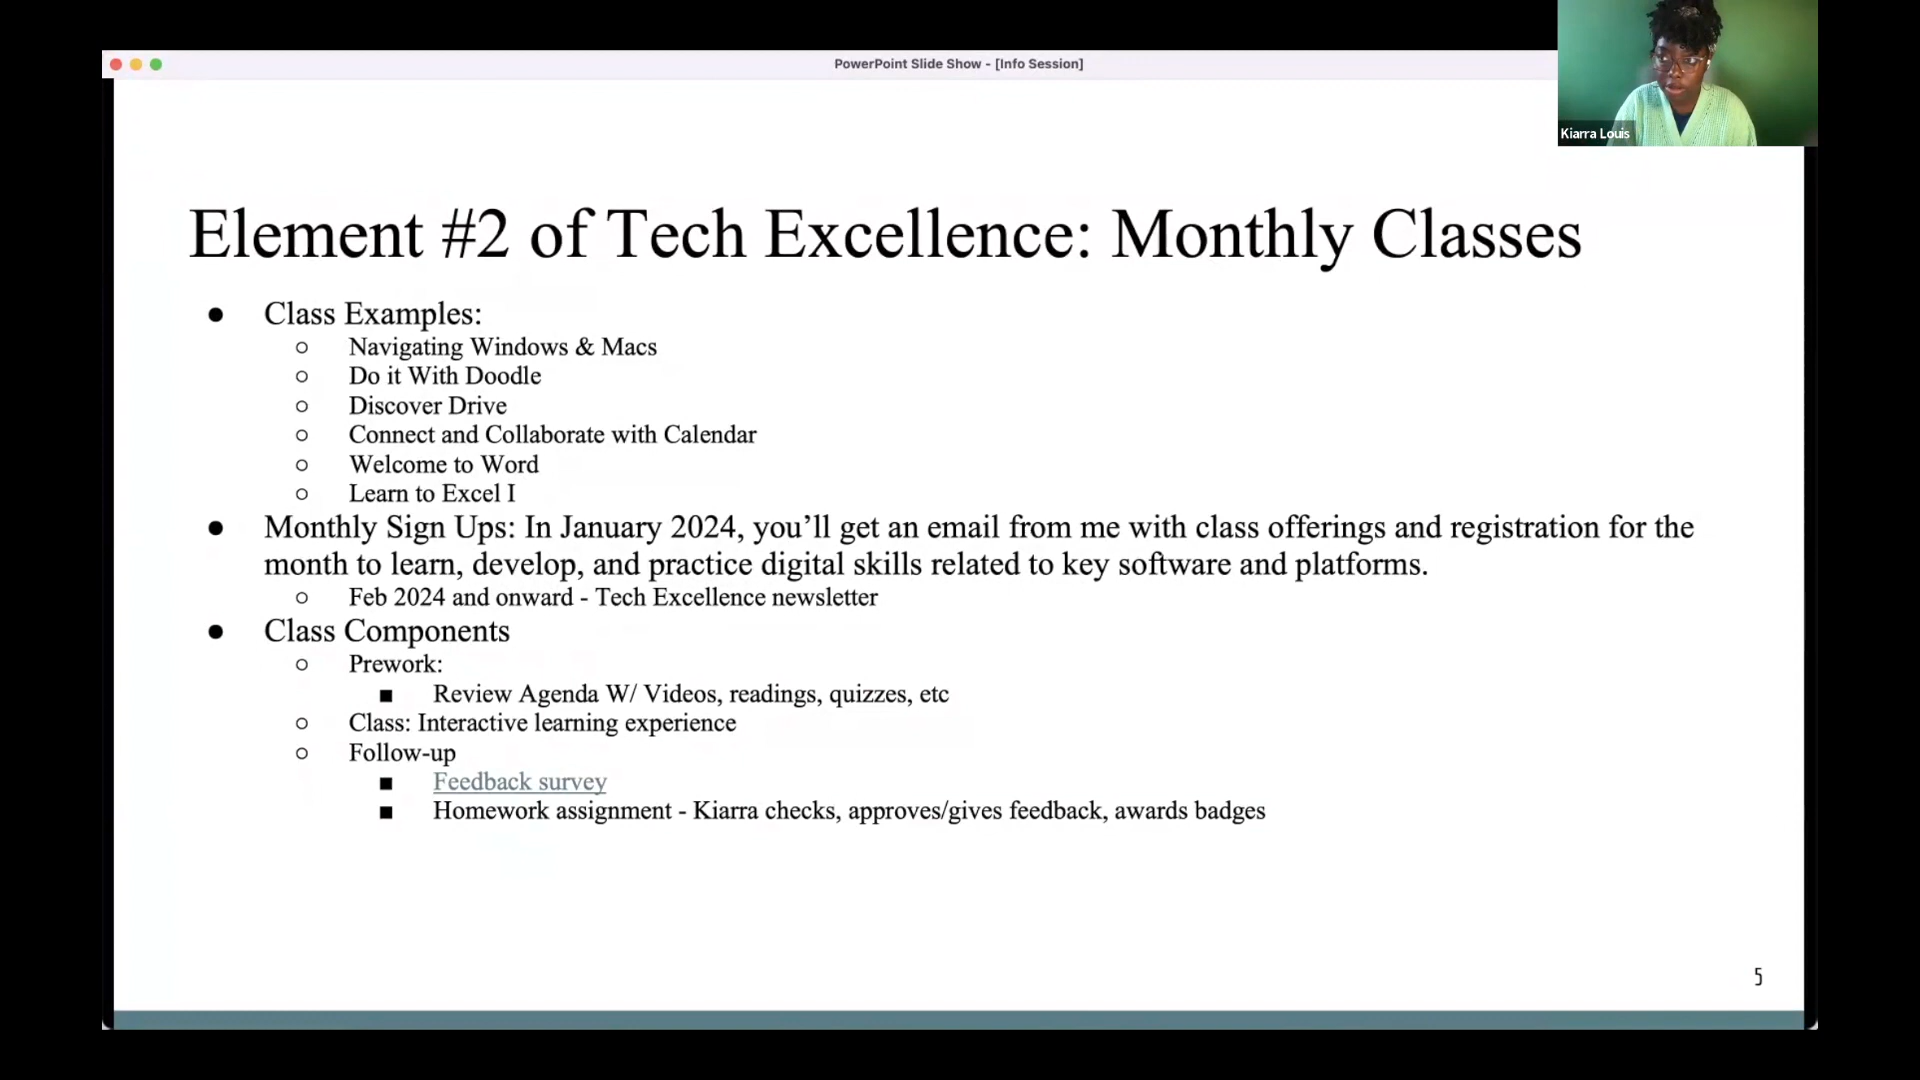 PowerPoint Slide Show - [Info Session]
Kiarra Louis
Element #2 of Tech Excellence: Monthly Classes
● Class Examples:
○ Navigating Windows & Macs
○ Do it With Doodle
○ Discover Drive
○ Connect and Collaborate with Calendar
○ Welcome to Word
○ Learn to Excel I
● Monthly Sign Ups: In January 2024, you’ll get an email from me with class offerings and registration for the
month to learn, develop, and practice digital skills related to key software and platforms.
○ Feb 2024 and onward - Tech Excellence newsletter
● Class Components
○ Prework:
■ Review Agenda W/ Videos, readings, quizzes, etc
○ Class: Interactive learning experience
○ Follow-up
■ Feedback survey
■ Homework assignment - Kiarra checks, approves/gives feedback, awards badges
5